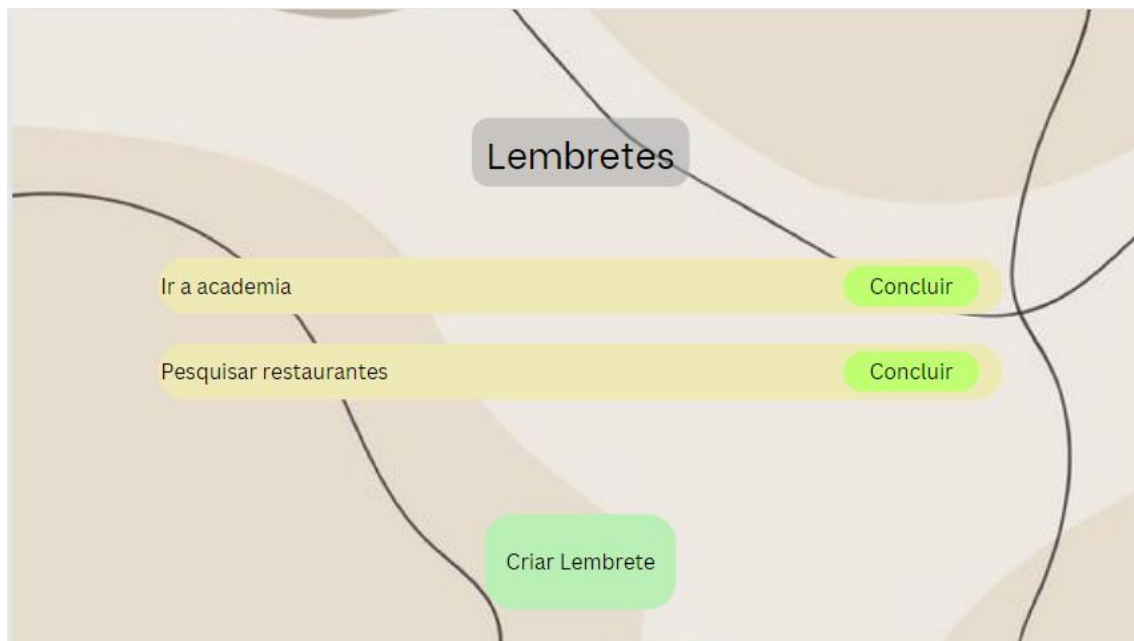 Lembretes
Ir a academia Concluir
Pesquisar restaurantes Concluir
Criar Lembrete